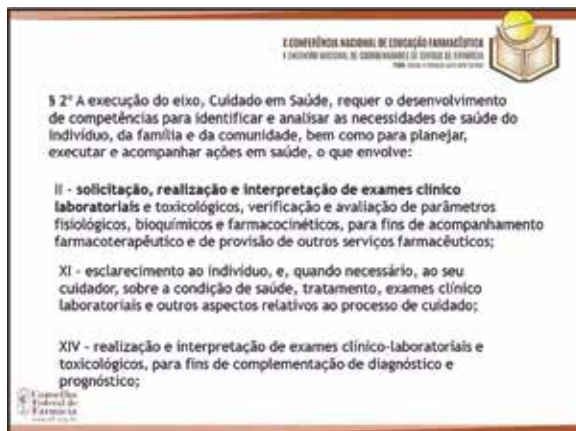 X CONFERÊNCIA NACIONAL DE EDUCAÇÃO FARMACÊUTICA
§ 2º A execução do eixo, Cuidado em Saúde, requer o desenvolvimento
de competências para identificar e analisar as necessidades de saúde do
indivíduo, da família e da comunidade, bem como para planejar,
executar e acompanhar ações em saúde, o que envolve:
II - solicitação, realização e interpretação de exames clínico
laboratoriais e toxicológicos, verificação e avaliação de parâmetros
fisiológicos, bioquímicos e farmacocinéticos, para fins de acompanhamento
farmacoterapêutico e de provisão de outros serviços farmacêuticos;
XI - esclarecimento ao indivíduo, e, quando necessário, ao seu
cuidador, sobre a condição de saúde, tratamento, exames clínico
laboratoriais e outros aspectos relativos ao processo de cuidado;
XIV - realização e interpretação de exames clínico-laboratoriais e
toxicológicos, para fins de complementação de diagnóstico e
prognóstico;
Conselho
Federal de
Farmácia